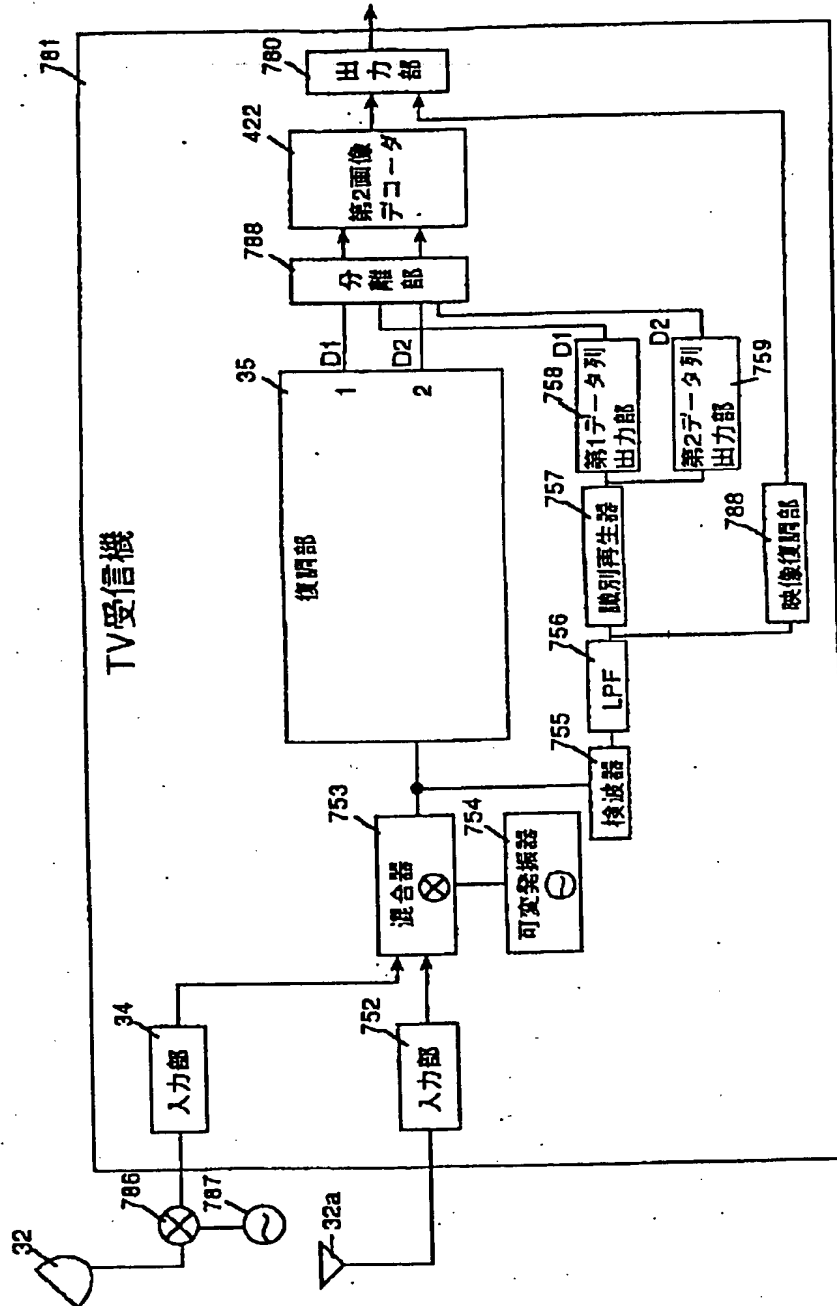 TV受信機
781
32
786
787
34
入力部
32a
752
入力部
753
混合器
754
可変発振器
35
復調部
1
2
D1
D2
788
分離部
422
第2画像
デコーダ
780
出力部
755
検波器
756
LPF
757
識別再生器
758
第1データ列
出力部
D1
第2データ列
出力部
D2
759
788
映像復調部